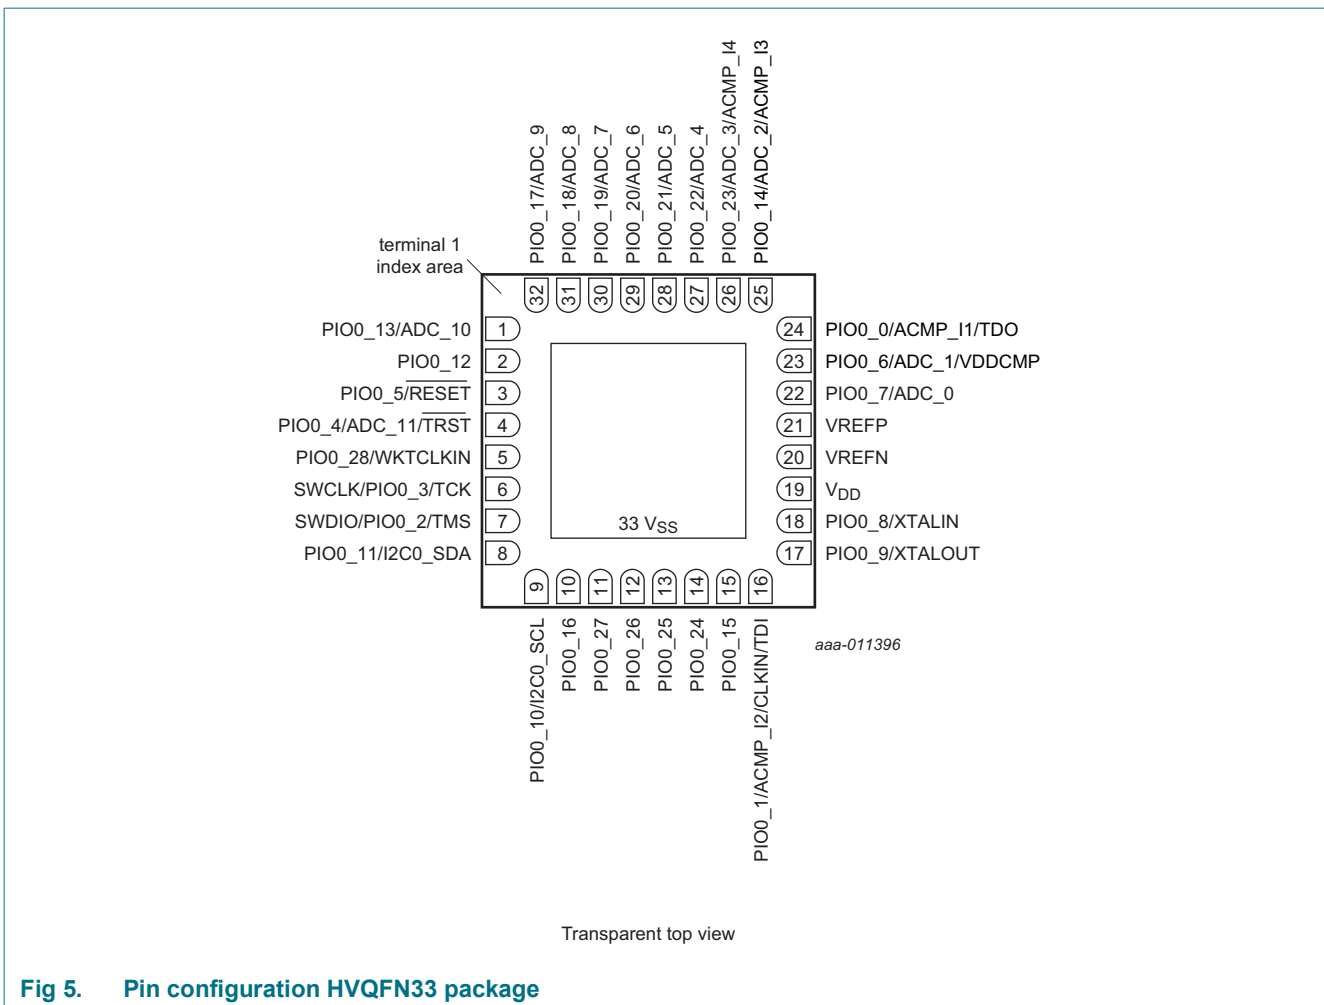 PIO0_17/ADC_9
PIO0_18/ADC_8
PIO0_19/ADC_7
PIO0_20/ADC_6
PIO0_21/ADC_5
PIO0_22/ADC_4
PIO0_23/ADC_3/ACMP_I4
PIO0_14/ADC_2/ACMP_I3
terminal 1
index area
32 31 30 29 28 27 26 25
PIO0_13/ADC_10 1
PIO0_12 2
PIO0_5/RESET 3
PIO0_4/ADC_11/TRST 4
PIO0_28/WKTCLKIN 5
SWCLK/PIO0_3/TCK 6
SWDIO/PIO0_2/TMS 7
PIO0_11/I2C0_SDA 8
24 PIO0_0/ACMP_I1/TDO
23 PIO0_6/ADC_1/VDDCMP
22 PIO0_7/ADC_0
21 VREFP
20 VREFN
19 VDD
18 PIO0_8/XTALIN
17 PIO0_9/XTALOUT
33 VSS
9 10 11 12 13 14 15 16
PIO0_10/I2C0_SCL
PIO0_16
PIO0_27
PIO0_26
PIO0_25
PIO0_24
PIO0_15
PIO0_1/ACMP_I2/CLKIN/TDI
aaa-011396
Transparent top view
Fig 5. Pin configuration HVQFN33 package